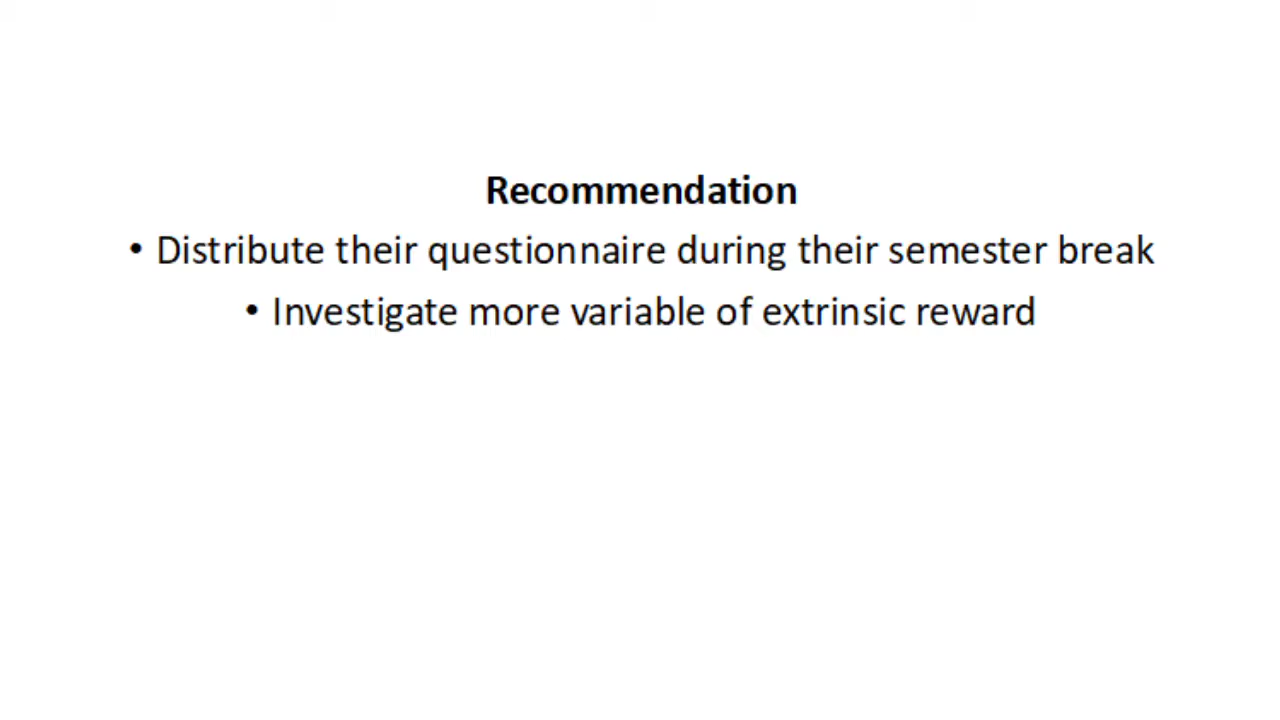 Recommendation
• Distribute their questionnaire during their semester break
• Investigate more variable of extrinsic reward